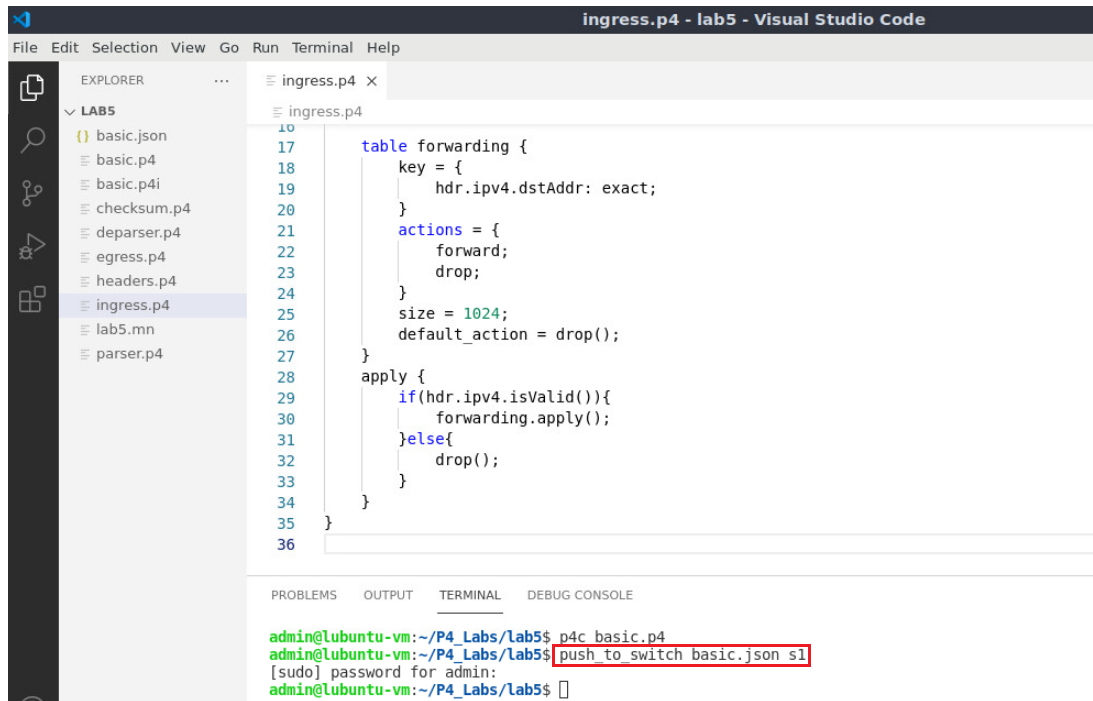 ingress.p4 - lab5 - Visual Studio Code
File Edit Selection View Go Run Terminal Help
EXPLORER ...
LAB5
{} basic.json
basic.p4
basic.p4i
checksum.p4
deparser.p4
egress.p4
headers.p4
ingress.p4
lab5.mn
parser.p4
ingress.p4 ×
ingress.p4
16
17 table forwarding {
18 key = {
19 hdr.ipv4.dstAddr: exact;
20 }
21 actions = {
22 forward;
23 drop;
24 }
25 size = 1024;
26 default_action = drop();
27 }
28 apply {
29 if(hdr.ipv4.isValid()){
30 forwarding.apply();
31 }else{
32 drop();
33 }
34 }
35 }
36
PROBLEMS OUTPUT TERMINAL DEBUG CONSOLE
admin@lubuntu-vm:~/P4_Labs/lab5$ p4c basic.p4
admin@lubuntu-vm:~/P4_Labs/lab5$ push_to_switch basic.json s1
[sudo] password for admin:
admin@lubuntu-vm:~/P4_Labs/lab5$